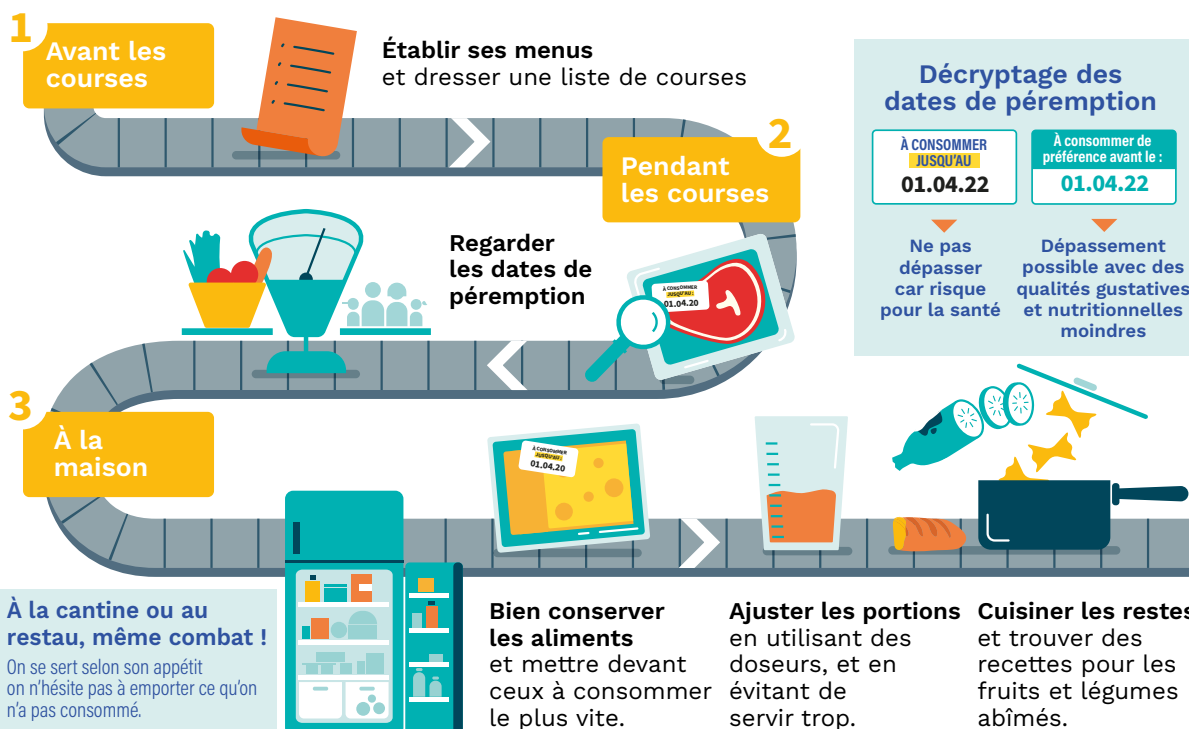 1
Avant les
courses
Établir ses menus
et dresser une liste de courses
2
Pendant
les courses
Regarder
les dates de
péremption
À CONSOMMER
JUSQU'AU :
01.04.20
Décryptage des
dates de péremption
À CONSOMMER
JUSQU'AU
01.04.22
Ne pas
dépasser
car risque
pour la santé
À consommer de
préférence avant le :
01.04.22
Dépassement
possible avec des
qualités gustatives
et nutritionnelles
moindres
3
À la
maison
À CONSOMMER
JUSQU'AU :
01.04.20
À la cantine ou au
restau, même combat !
On se sert selon son appétit
on n'hésite pas à emporter ce qu'on
n'a pas consommé.
Bien conserver
les aliments
et mettre devant
ceux à consommer
le plus vite.
Ajuster les portions
en utilisant des
doseurs, et en
évitant de
servir trop.
Cuisiner les restes
et trouver des
recettes pour les
fruits et légumes
abîmés.